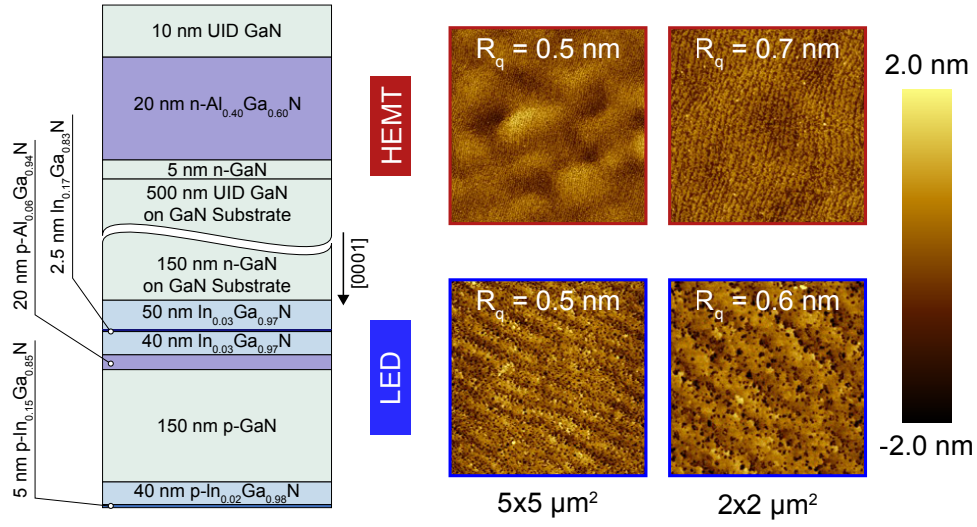 10 nm UID GaN
20 nm n-Al₀.₄₀Ga₀.₆₀N
5 nm n-GaN
500 nm UID GaN
on GaN Substrate
150 nm n-GaN
on GaN Substrate
50 nm In₀.₀₃Ga₀.₉₇N
40 nm In₀.₀₃Ga₀.₉₇N
150 nm p-GaN
40 nm p-In₀.₀₂Ga₀.₉₈N
20 nm p-Al₀.₀₆Ga₀.₉₄N
2.5 nm In₀.₁₇Ga₀.₈₃N
5 nm p-In₀.₁₅Ga₀.₈₅N
[0001]
HEMT
R_q = 0.5 nm
R_q = 0.7 nm
LED
R_q = 0.5 nm
R_q = 0.6 nm
5x5 µm²
2x2 µm²
2.0 nm
-2.0 nm